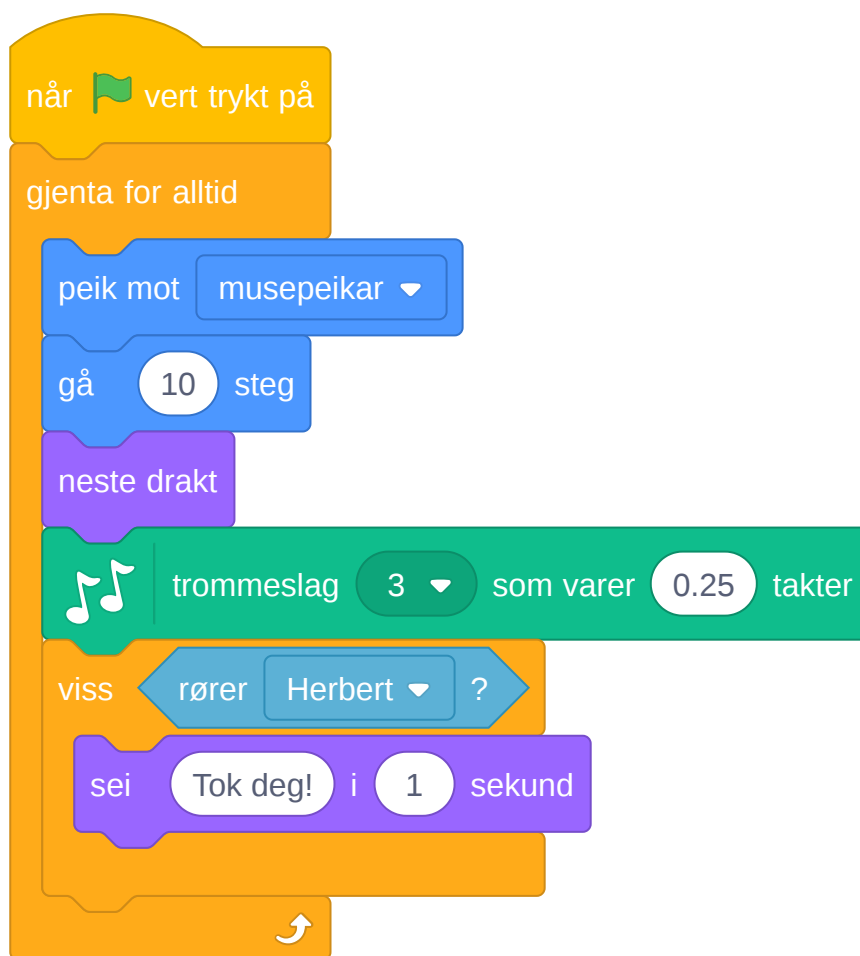 når vert trykt på
gjenta for alltid
peik mot musepeikar
gå 10 steg
neste drakt
trommeslag 3 som varer 0.25 takter
viss rører Herbert ?
sei Tok deg! i 1 sekund